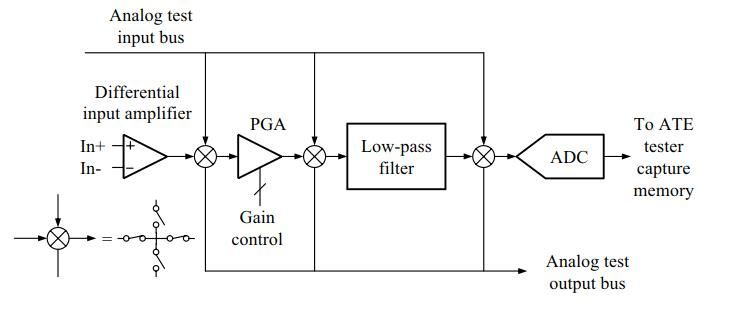 Analog test
input bus
Differential
input amplifier
In+
In-
+
-
PGA
Gain
control
Low-pass
filter
ADC
To ATE
tester
capture
memory
=
Analog test
output bus